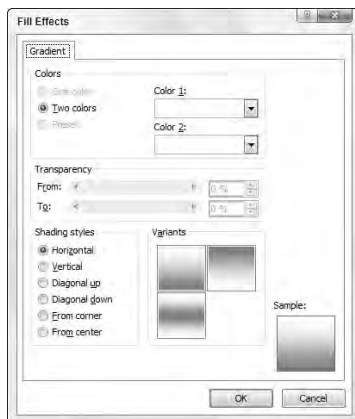 Fill Effects
Gradient
Colors
One color
Two colors
Preset
Color 1:
Color 2:
Transparency
From:
0 %
To:
0 %
Shading styles
Horizontal
Vertical
Diagonal up
Diagonal down
From corner
From center
Variants
Sample:
OK
Cancel